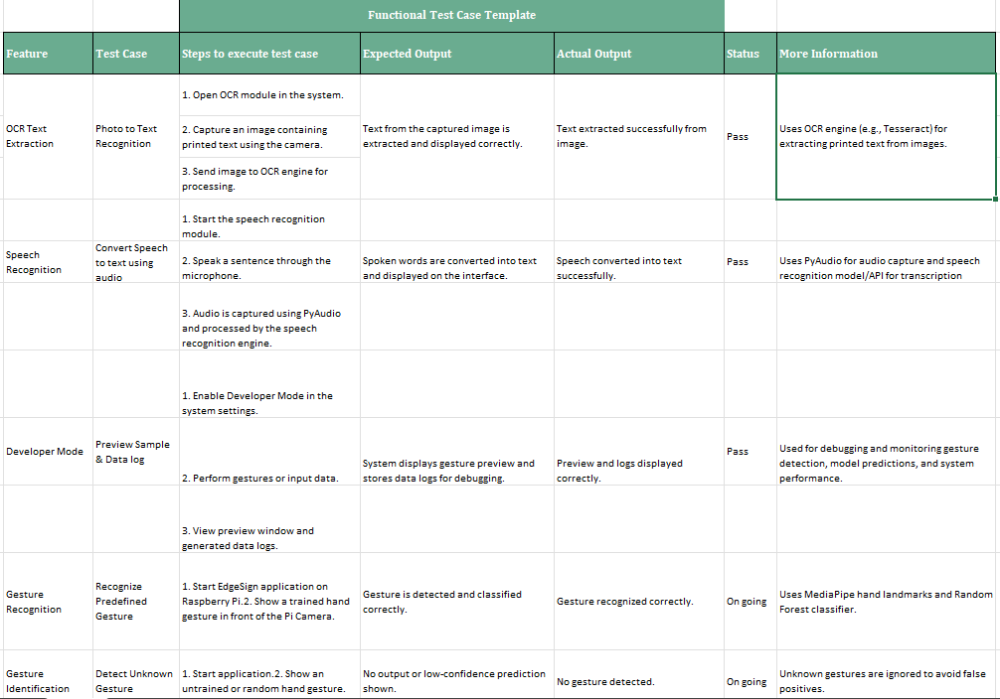 Functional Test Case Template
Feature
Test Case
Steps to execute test case
Expected Output
Actual Output
Status
More Information
OCR Text
Extraction
Photo to Text
Recognition
1. Open OCR module in the system.
2. Capture an image containing
printed text using the camera.
3. Send image to OCR engine for
processing.
Text from the captured image is
extracted and displayed correctly.
Text extracted successfully from
image.
Pass
Uses OCR engine (e.g., Tesseract) for
extracting printed text from images.
Speech
Recognition
Convert Speech
to text using
audio
1. Start the speech recognition
module.
2. Speak a sentence through the
microphone.
3. Audio is captured using PyAudio
and processed by the speech
recognition engine.
Spoken words are converted into text
and displayed on the interface.
Speech converted into text
successfully.
Pass
Uses PyAudio for audio capture and speech
recognition model/API for transcription
Developer Mode
Preview Sample
& Data log
1. Enable Developer Mode in the
system settings.
2. Perform gestures or input data.
3. View preview window and
generated data logs.
System displays gesture preview and
stores data logs for debugging.
Preview and logs displayed
correctly.
Pass
Used for debugging and monitoring gesture
detection, model predictions, and system
performance.
Gesture
Recognition
Recognize
Predefined
Gesture
1. Start EdgeSign application on
Raspberry Pi.2. Show a trained hand
gesture in front of the Pi Camera.
Gesture is detected and classified
correctly.
Gesture recognized correctly.
On going
Uses MediaPipe hand landmarks and Random
Forest classifier.
Gesture
Identification
Detect Unknown
Gesture
1. Start application.2. Show an
untrained or random hand gesture.
No output or low-confidence prediction
shown.
No gesture detected.
On going
Unknown gestures are ignored to avoid false
positives.